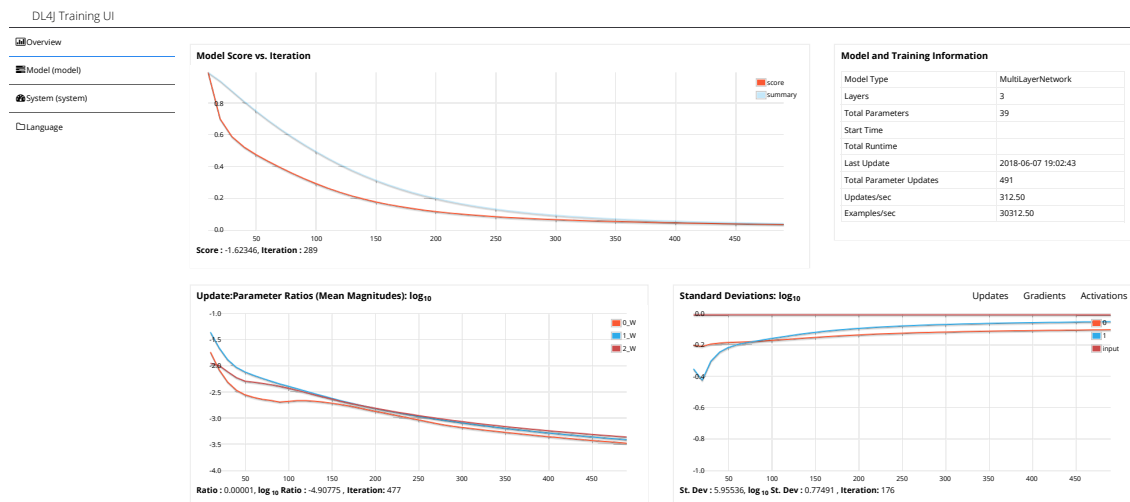 DL4J Training UI
Overview
Model (model)
System (system)
Language
Model Score vs. Iteration
score
summary
0.8
0.6
0.4
0.2
0.0
50 100 150 200 250 300 350 400 450
Score : -1.62346, Iteration : 289
Model and Training Information
Model Type MultiLayerNetwork
Layers 3
Total Parameters 39
Start Time
Total Runtime
Last Update 2018-06-07 19:02:43
Total Parameter Updates 491
Updates/sec 312.50
Examples/sec 30312.50
Update:Parameter Ratios (Mean Magnitudes): log10
0_W
1_W
2_W
-1.0
-1.5
-2.0
-2.5
-3.0
-3.5
-4.0
50 100 150 200 250 300 350 400 450
Ratio : 0.00001, log 10 Ratio : -4.90775 , Iteration: 477
Standard Deviations: log10 Updates Gradients Activations
0
1
input
-0.0
-0.2
-0.4
-0.6
-0.8
-1.0
50 100 150 200 250 300 350 400 450
St. Dev : 5.95536, log 10 St. Dev : 0.77491 , Iteration: 176